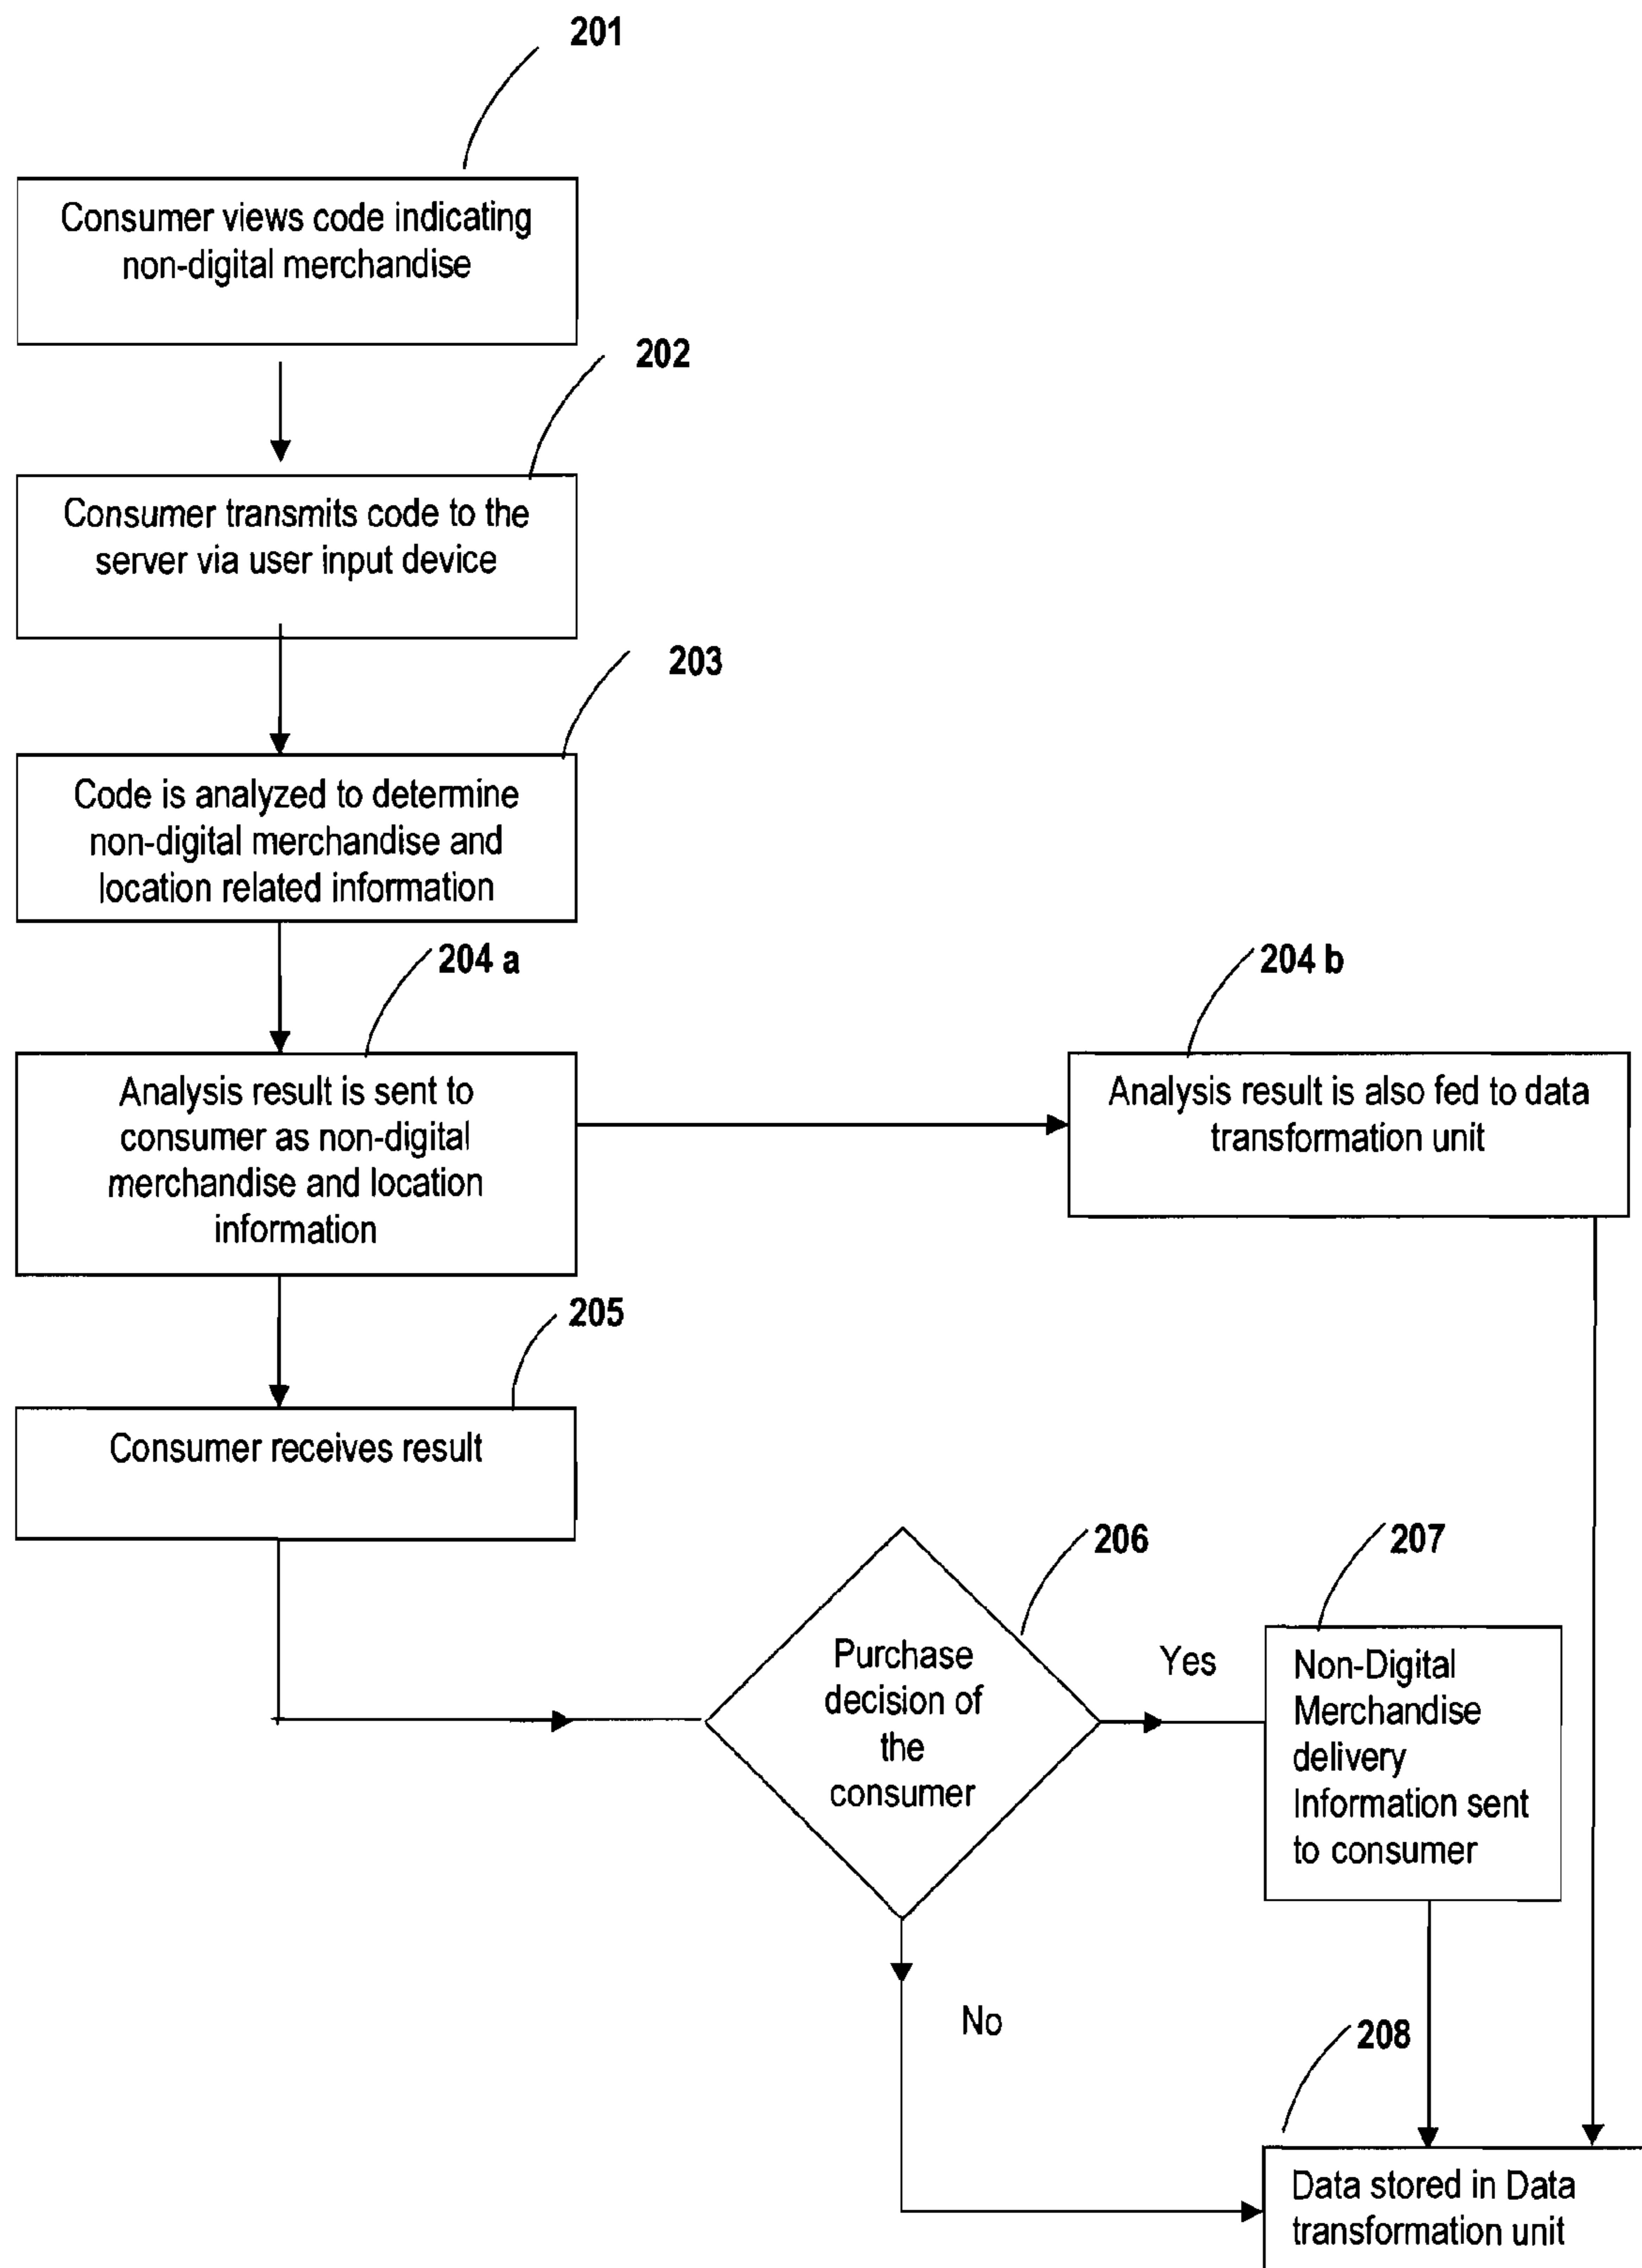 201
Consumer views code indicating
non-digital merchandise
202
Consumer transmits code to the
server via user input device
203
Code is analyzed to determine
non-digital merchandise and
location related information
204 a
204 b
Analysis result is sent to
consumer as non-digital
merchandise and location
information
Analysis result is also fed to data
transformation unit
205
Consumer receives result
206
207
Purchase
decision of
the
consumer
Yes
Non-Digital
Merchandise
delivery
Information sent
to consumer
No
208
Data stored in Data
transformation unit